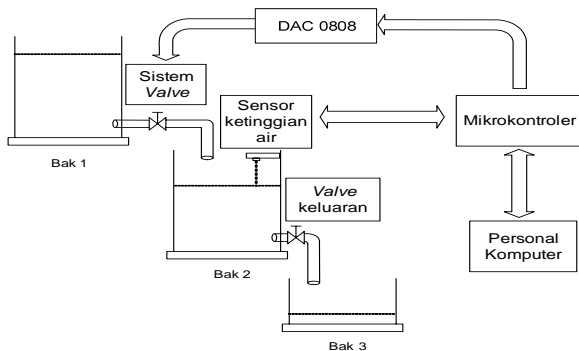 DAC 0808
Sistem
Valve
Sensor
ketinggian
air
Mikrokontroler
Bak 1
Valve
keluaran
Personal
Komputer
Bak 2
Bak 3